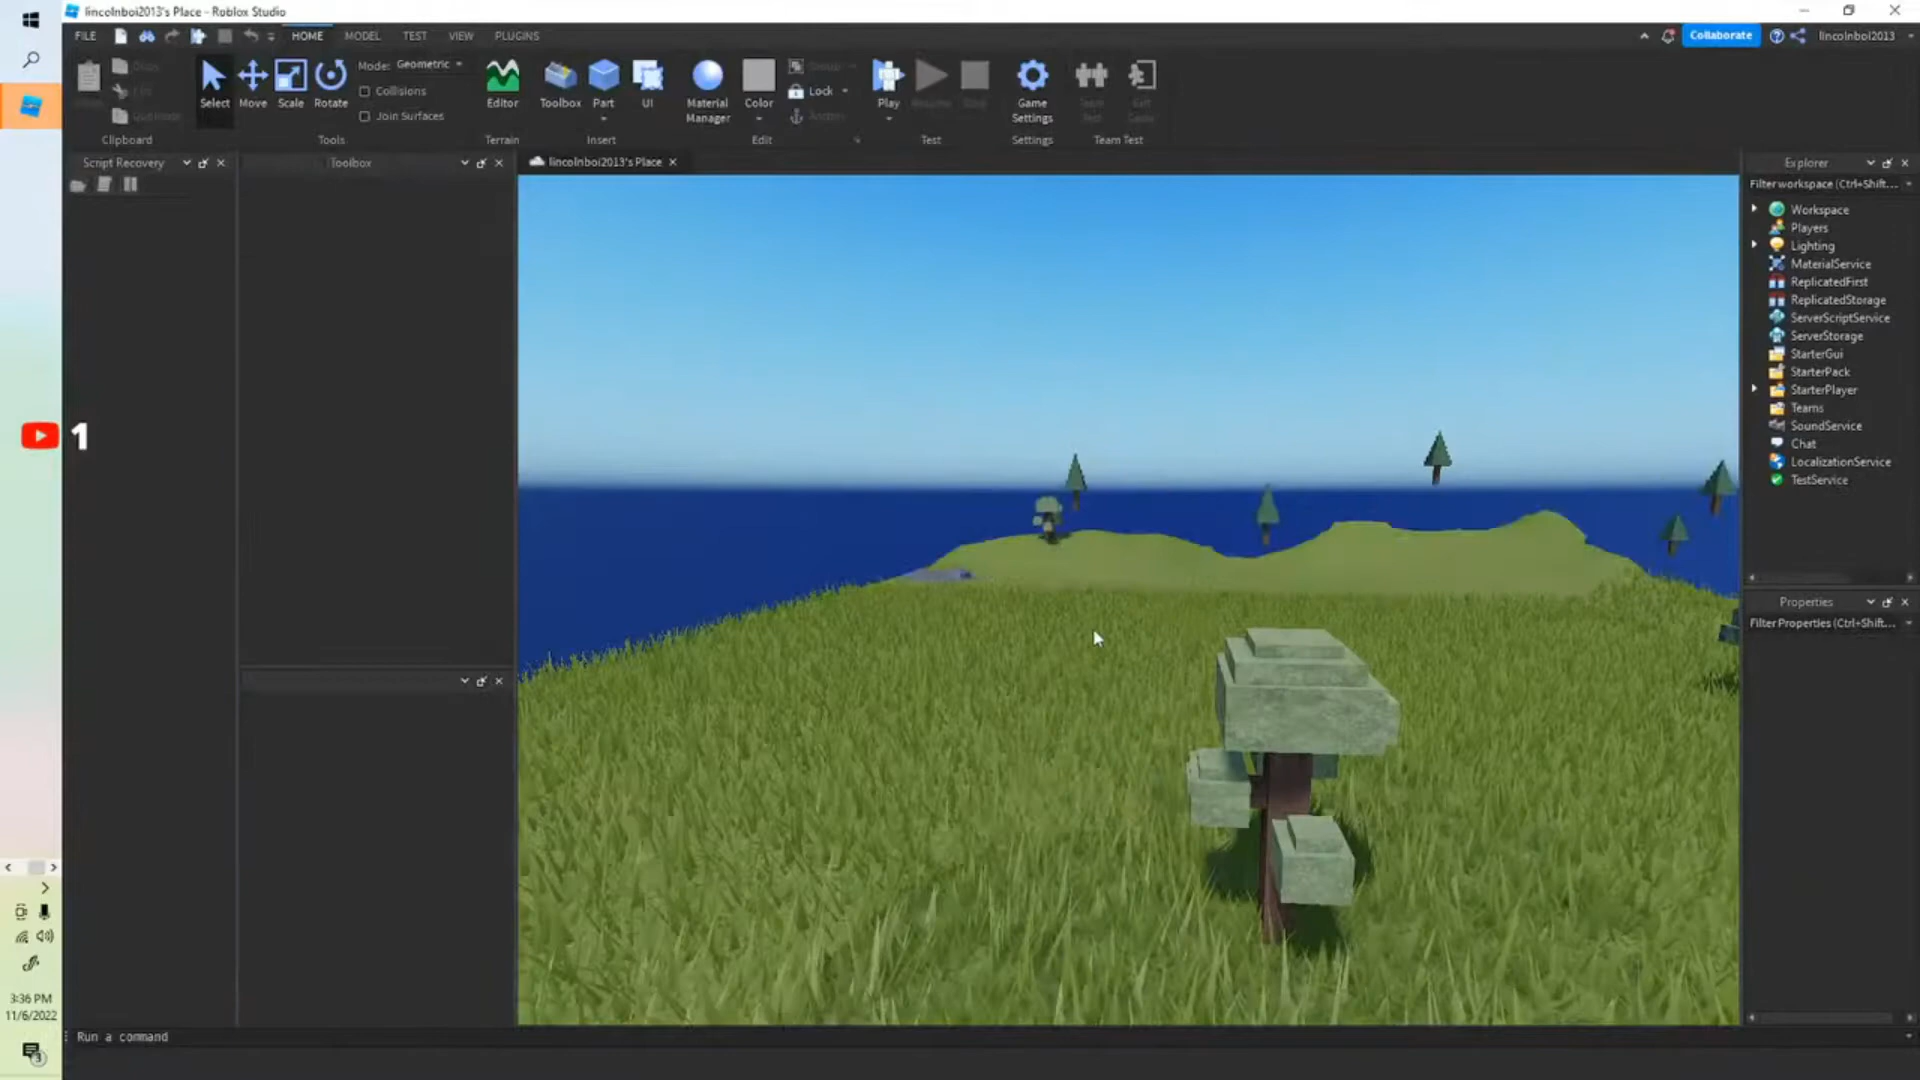 lincolnboi2013's Place - Roblox Studio
FILE HOME MODEL TEST VIEW PLUGINS
Collaborate lincolnboi2013
Select Move Scale Rotate
Mode: Geometric
Collisions
Join Surfaces
Editor
Toolbox Part UI
Material Manager
Color
Lock
Play
Game Settings
Clipboard Tools Terrain Insert Edit Test Settings Team Test
Script Recovery
Toolbox
lincolnboi2013's Place
Explorer
Filter workspace (Ctrl+Shift...
Workspace
Players
Lighting
MaterialService
ReplicatedFirst
ReplicatedStorage
ServerScriptService
ServerStorage
StarterGui
StarterPack
StarterPlayer
Teams
SoundService
Chat
LocalizationService
TestService
Properties
Filter Properties (Ctrl+Shift...
1
3:36 PM
11/6/2022
3
Run a command